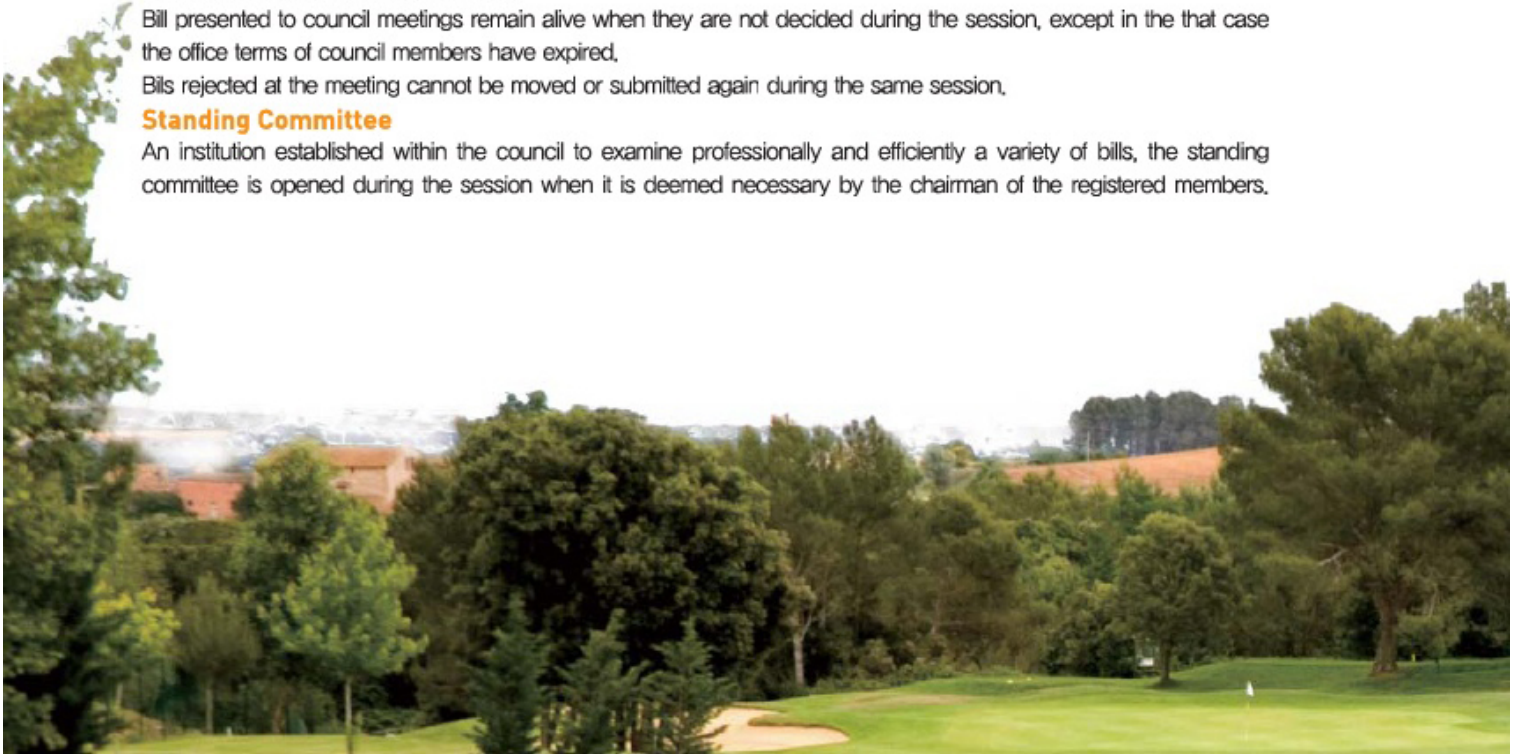 Bill presented to council meetings remain alive when they are not decided during the session, except in the that case
the office terms of council members have expired.
Bils rejected at the meeting cannot be moved or submitted again during the same session.
Standing Committee
An institution established within the council to examine professionally and efficiently a variety of bills, the standing
committee is opened during the session when it is deemed necessary by the chairman of the registered members.